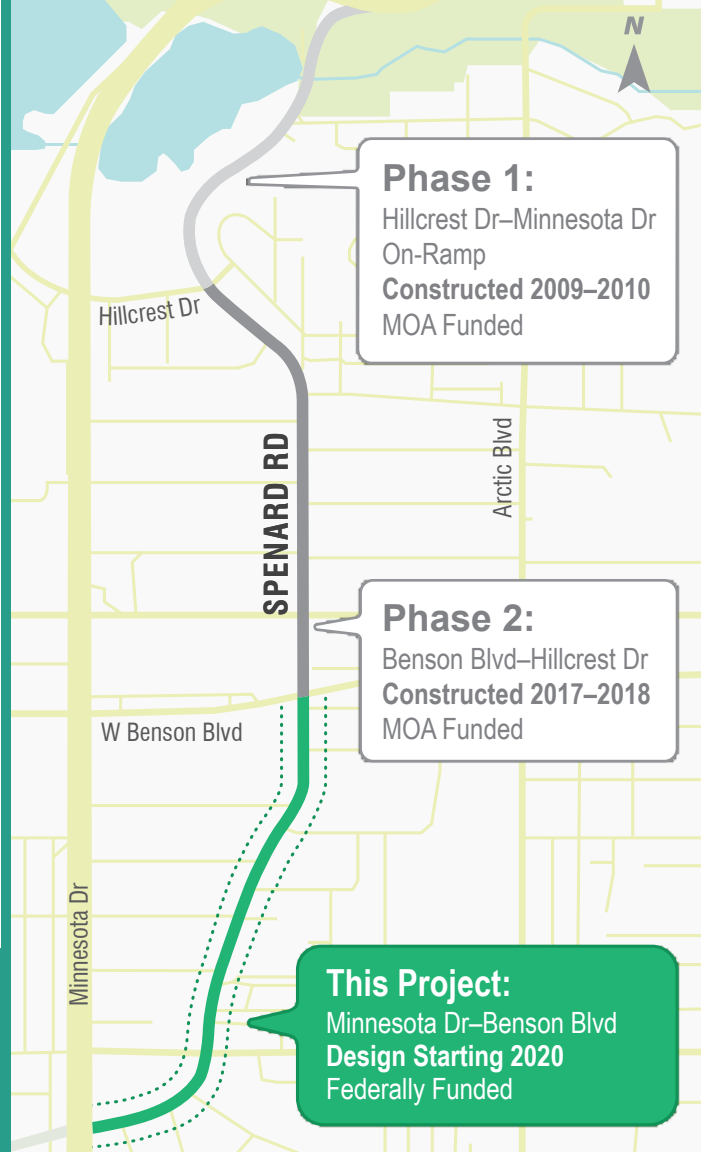 N
Phase 1:
Hillcrest Dr–Minnesota Dr
On-Ramp
Constructed 2009–2010
MOA Funded
Hillcrest Dr
SPENARD RD
Arctic Blvd
Phase 2:
Benson Blvd–Hillcrest Dr
Constructed 2017–2018
MOA Funded
W Benson Blvd
Minnesota Dr
This Project:
Minnesota Dr–Benson Blvd
Design Starting 2020
Federally Funded